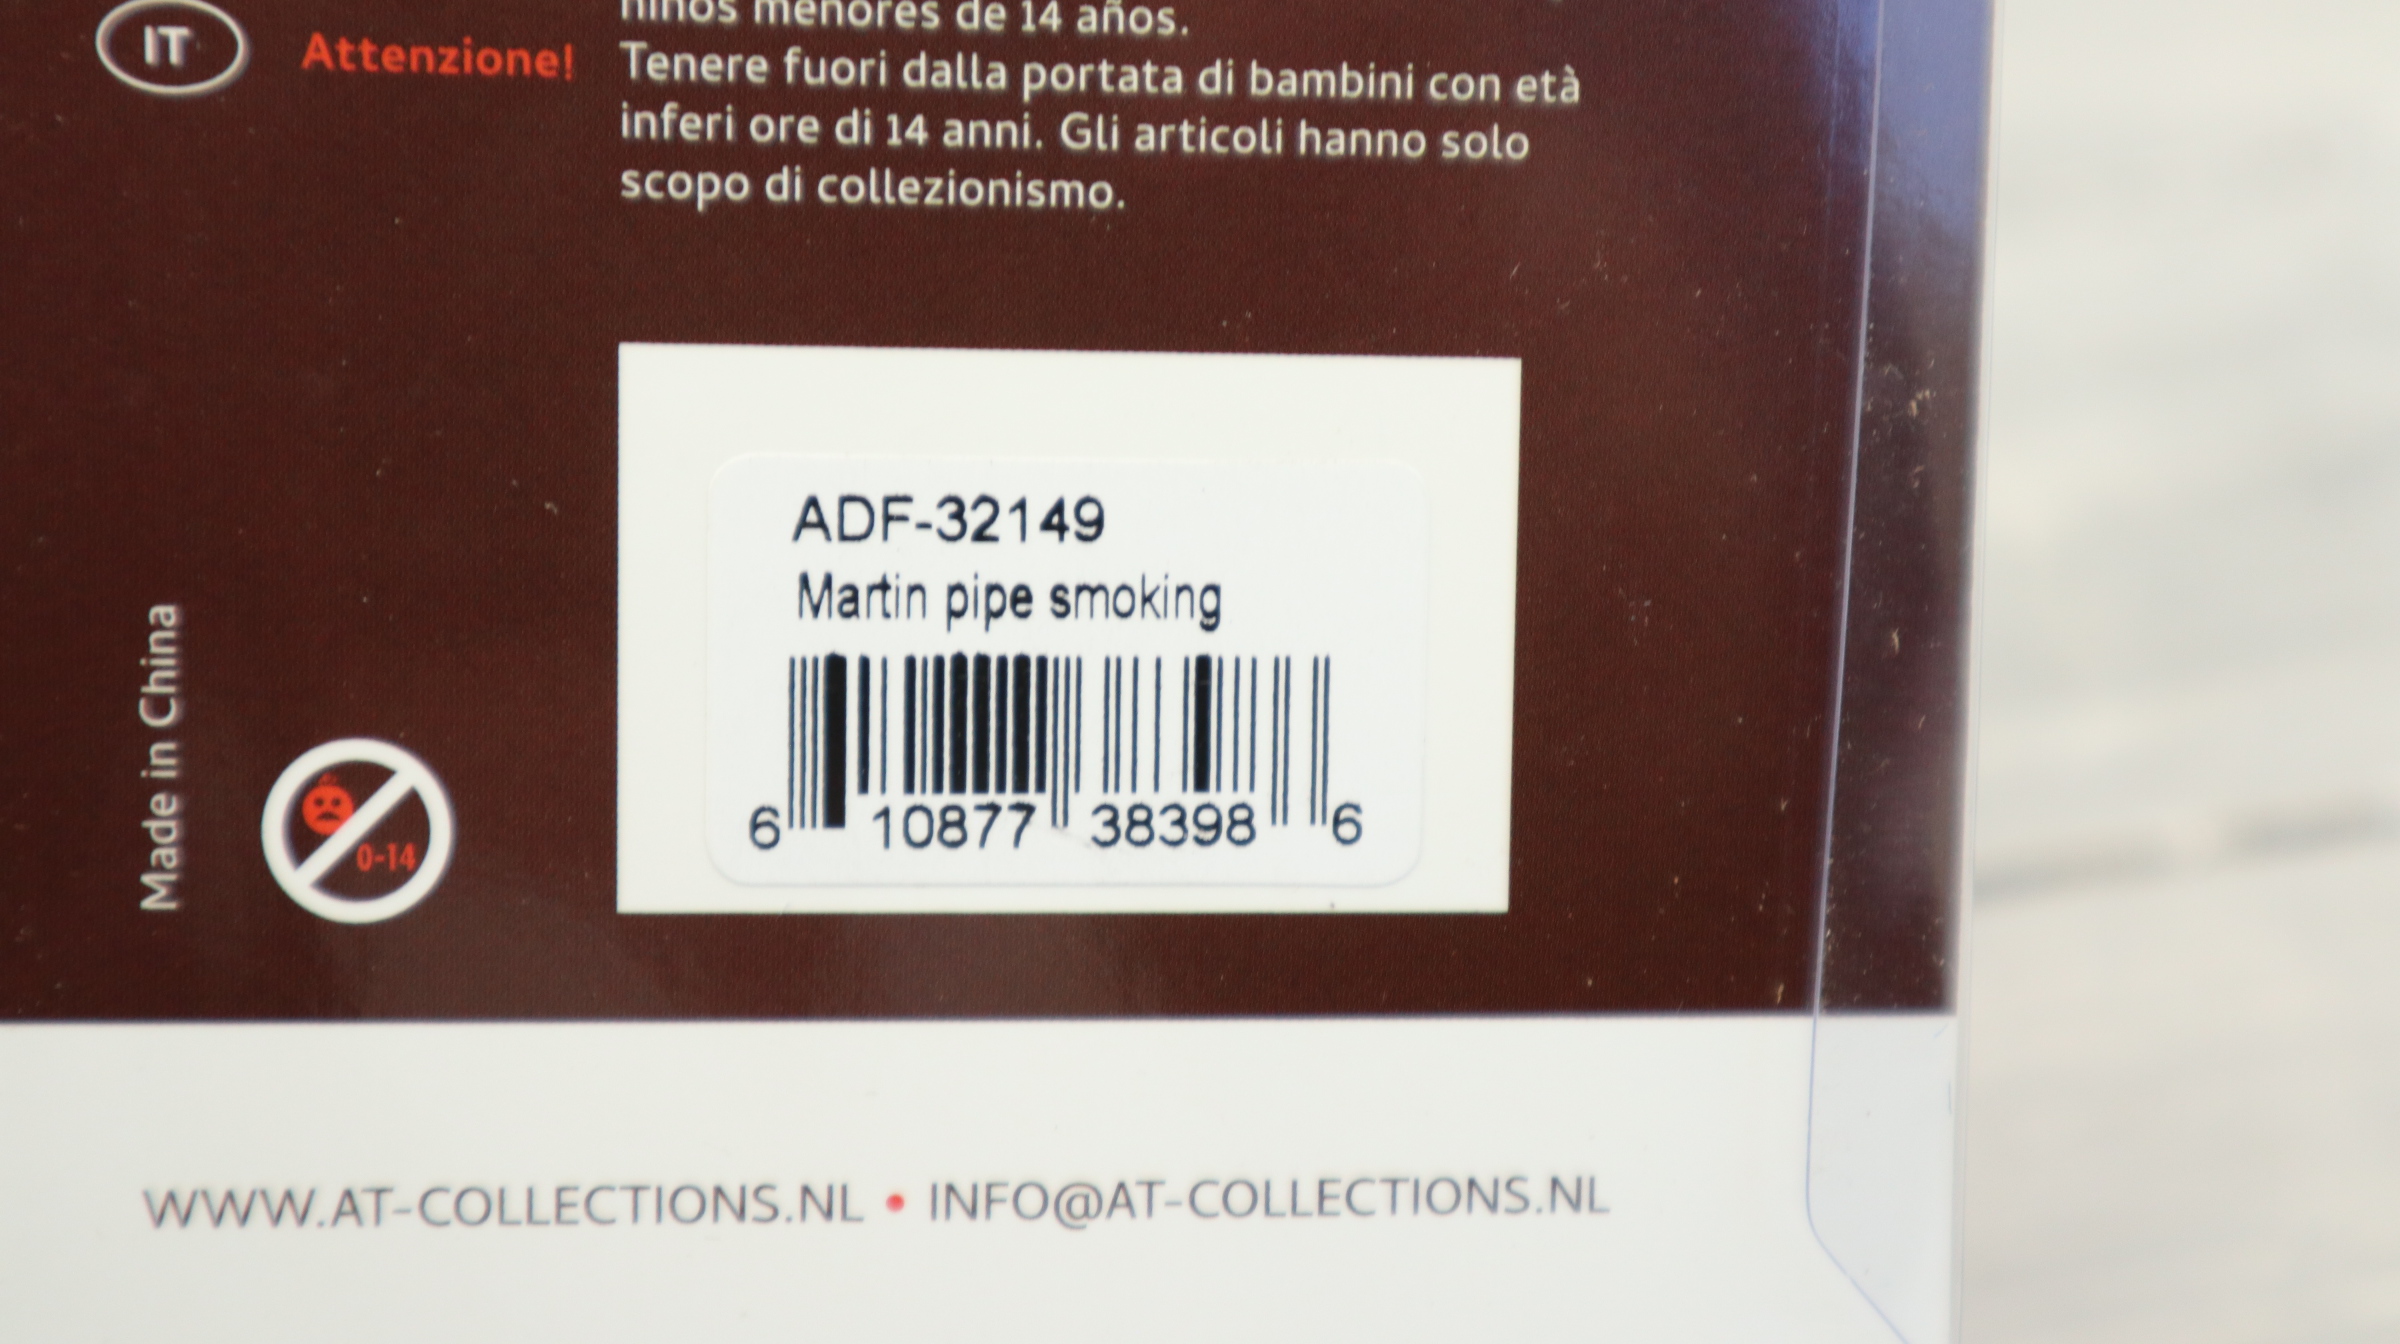 niños menores de 14 años.
IT
Attenzione!
Tenere fuori dalla portata di bambini con età
inferi ore di 14 anni. Gli articoli hanno solo
scopo di collezionismo.
ADF-32149
Martin pipe smoking
6 10877 38398 6
Made in China
0-14
WWW.AT-COLLECTIONS.NL • INFO@AT-COLLECTIONS.NL